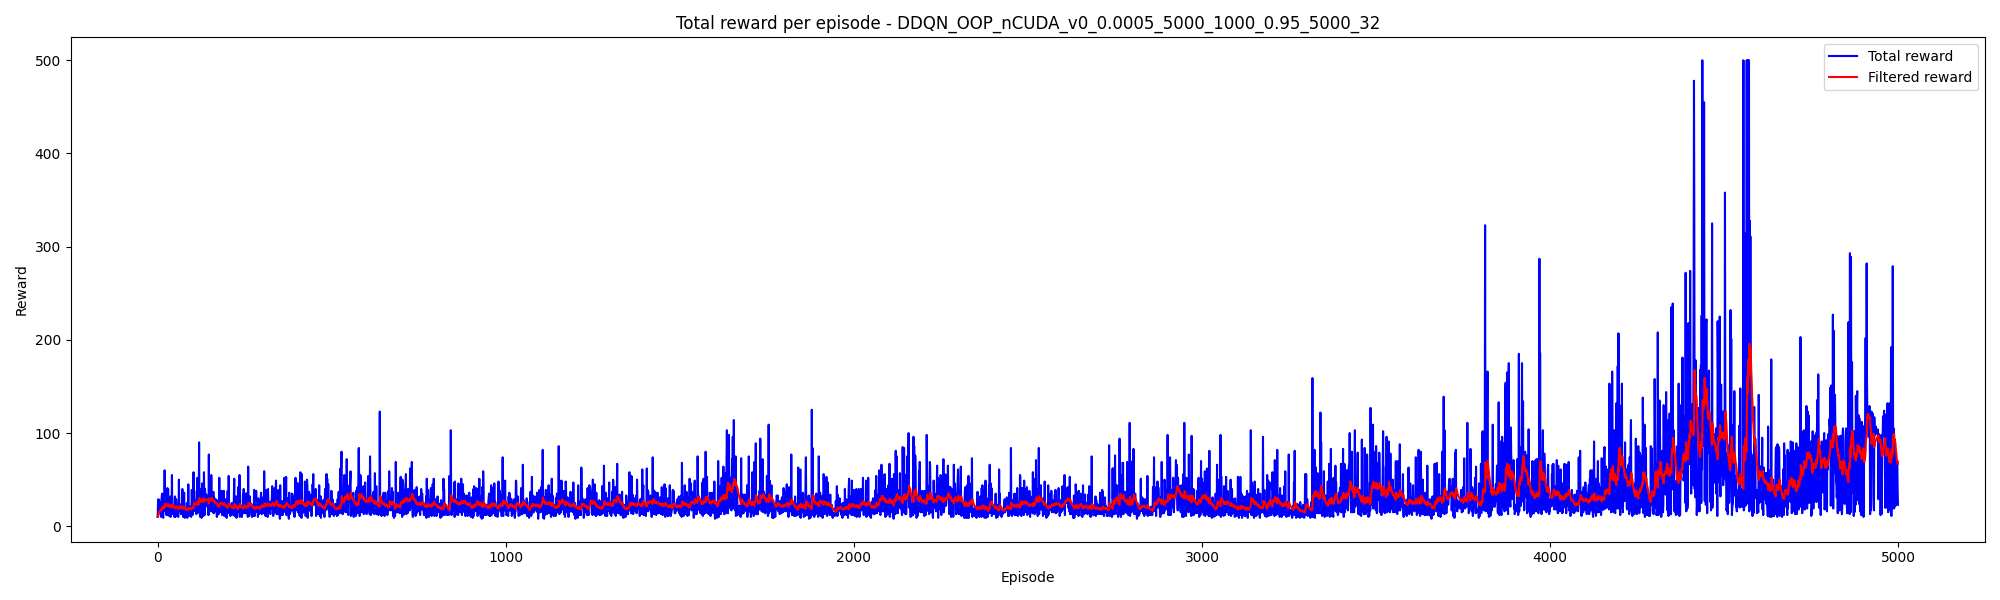 Total reward per episode - DDQN_OOP_nCUDA_v0_0.0005_5000_1000_0.95_5000_32
Total reward
Filtered reward
500
400
300
200
100
0
Reward
0 1000 2000 3000 4000 5000
Episode